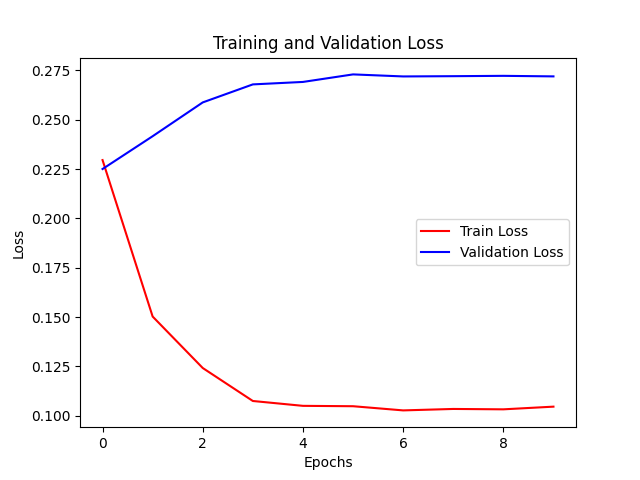 Training and Validation Loss
0.275
0.250
0.225
0.200
0.175
0.150
0.125
0.100
Loss
Train Loss
Validation Loss
0 2 4 6 8
Epochs